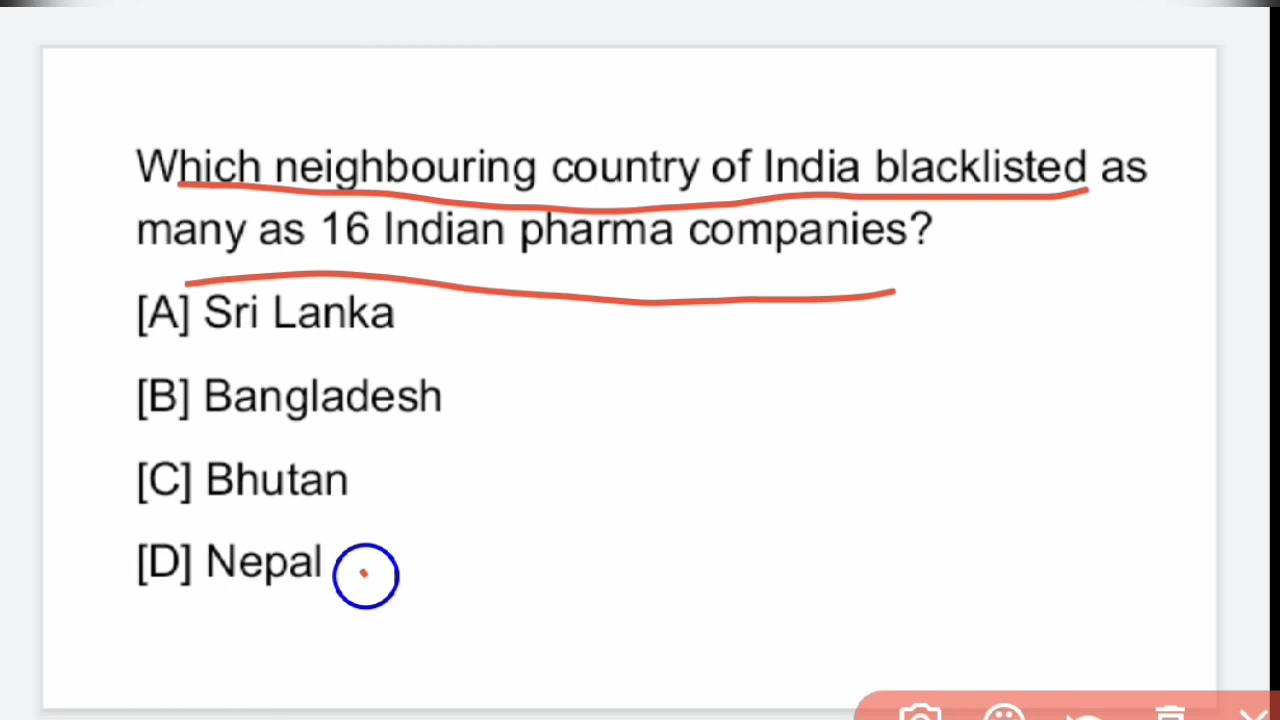 Which neighbouring country of India blacklisted as
many as 16 Indian pharma companies?
[A] Sri Lanka
[B] Bangladesh
[C] Bhutan
[D] Nepal